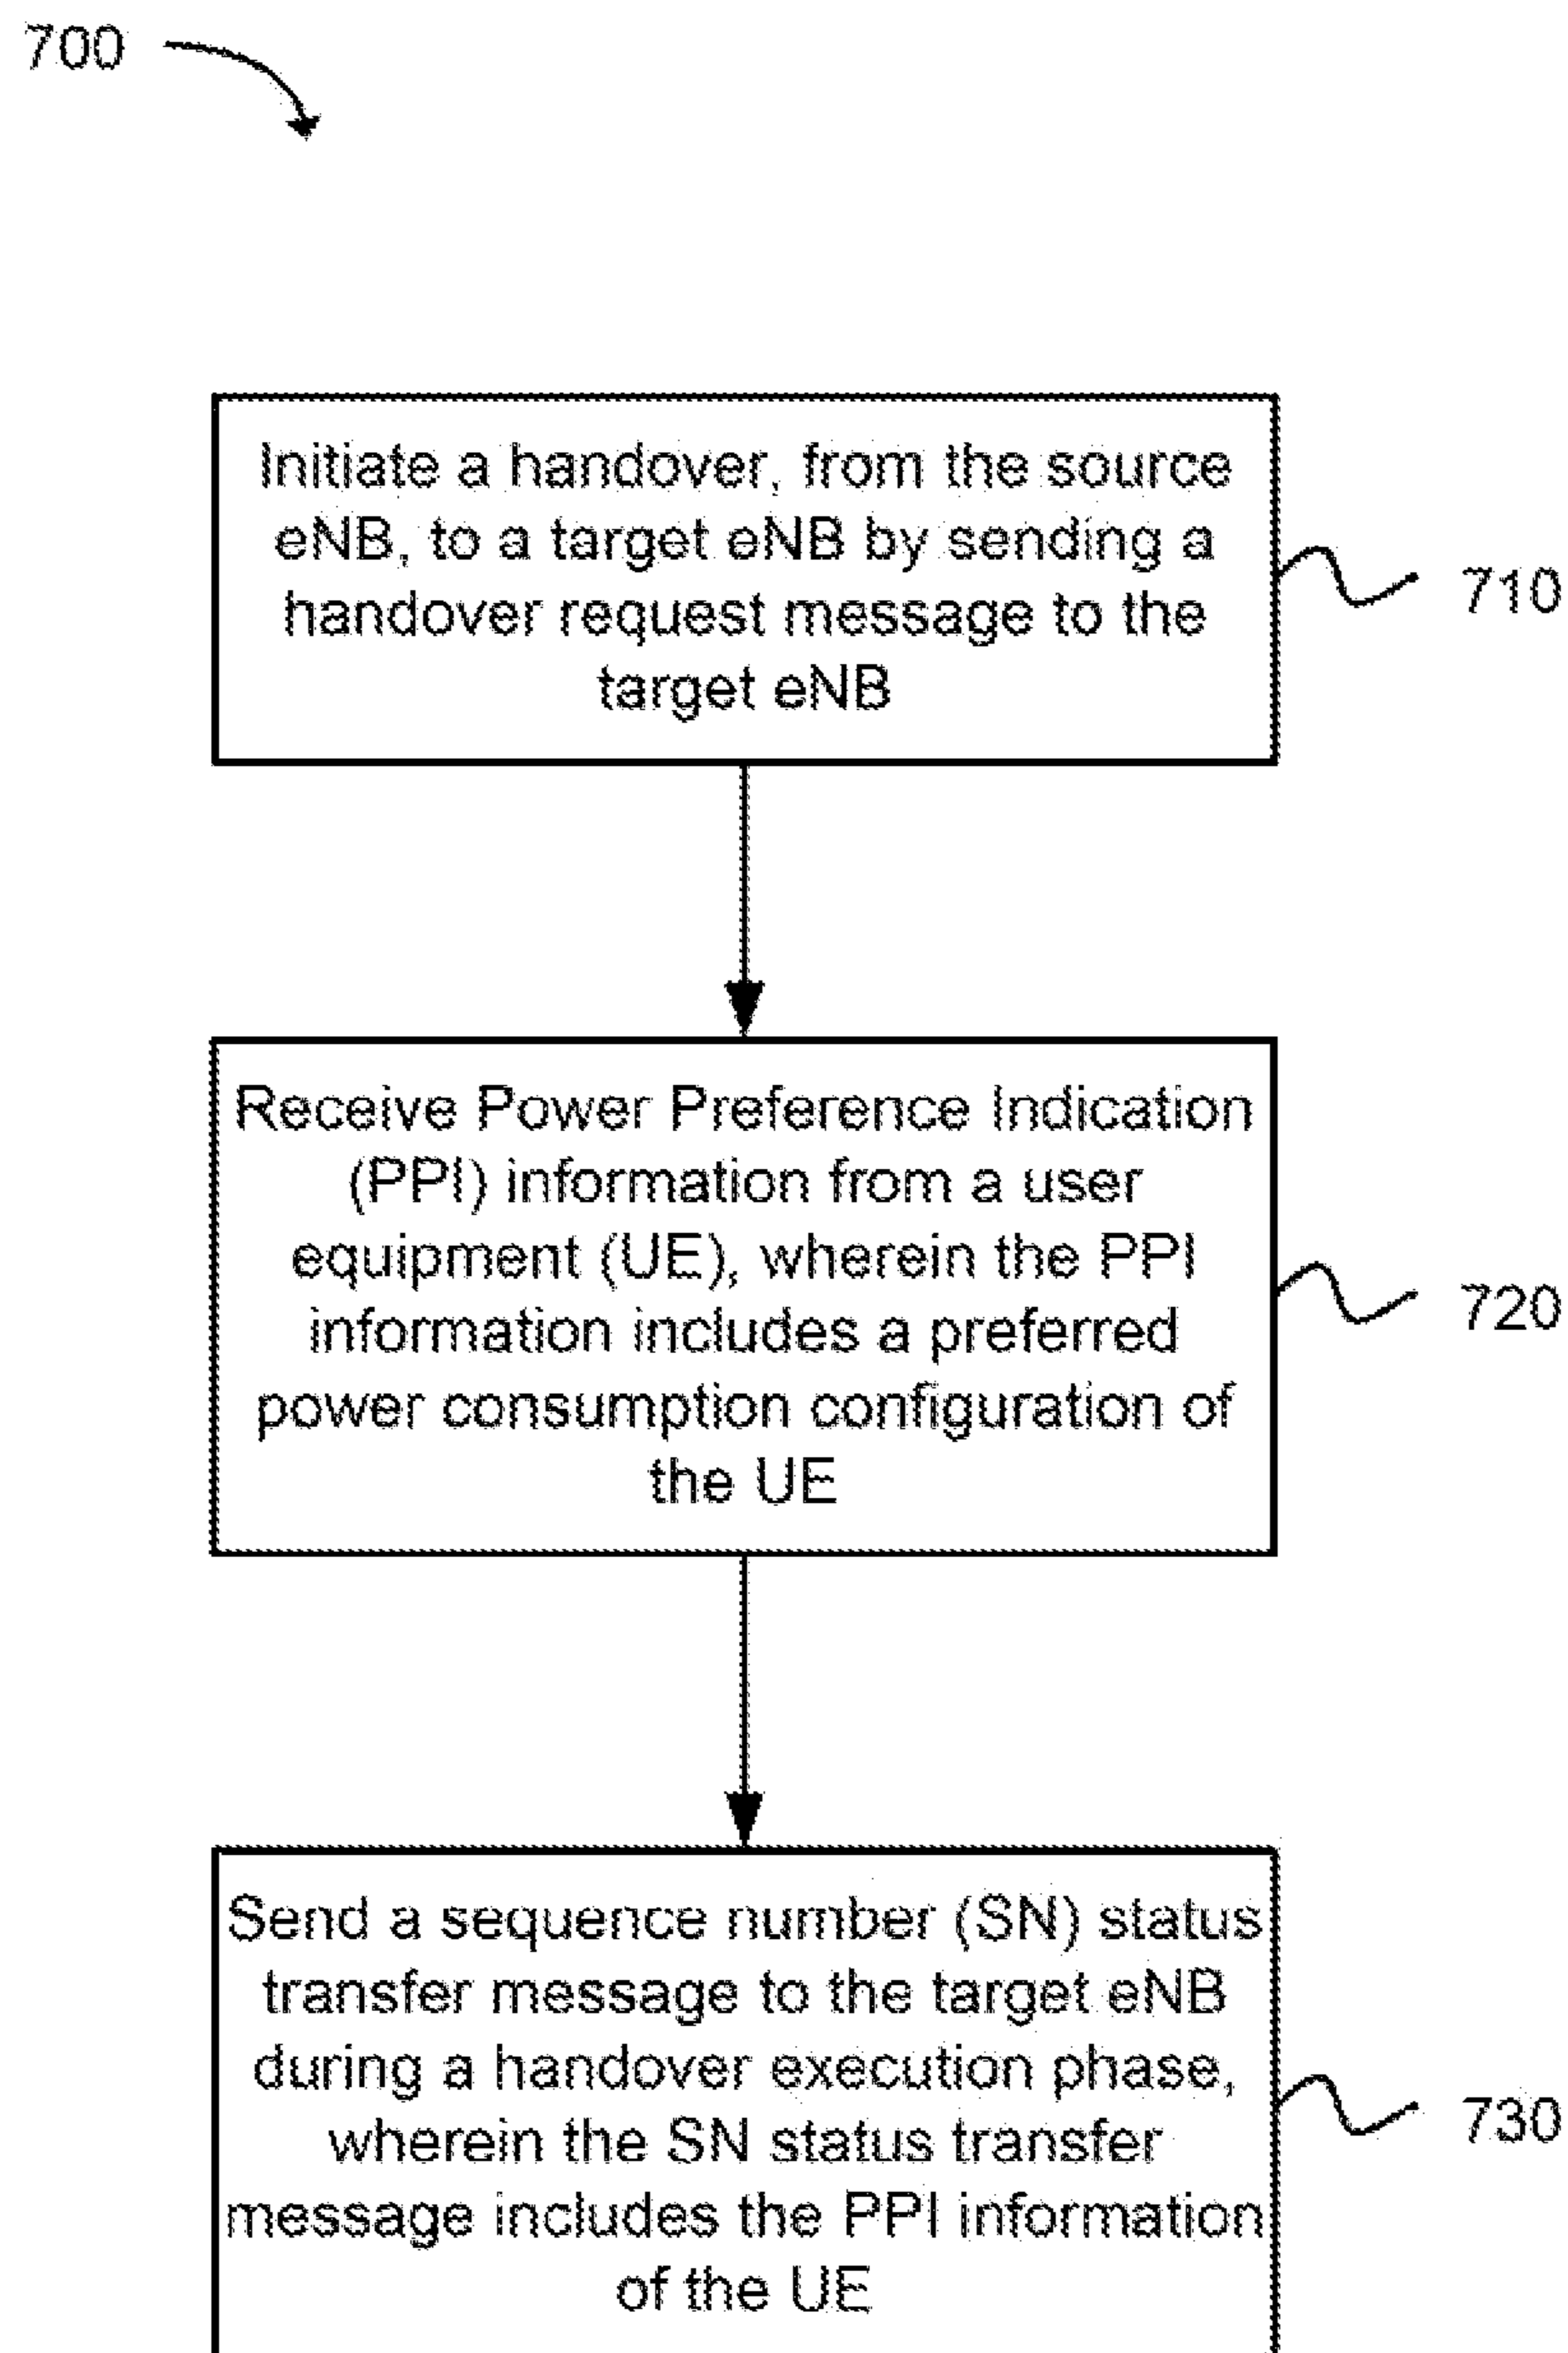 700
Initiate a handover, from the source
eNB, to a target eNB by sending a
handover request message to the
target eNB
710
Receive Power Preference Indication
(PPI) information from a user
equipment (UE), wherein the PPI
information includes a preferred
power consumption configuration of
the UE
720
Send a sequence number (SN) status
transfer message to the target eNB
during a handover execution phase,
wherein the SN status transfer
message includes the PPI information
of the UE
730